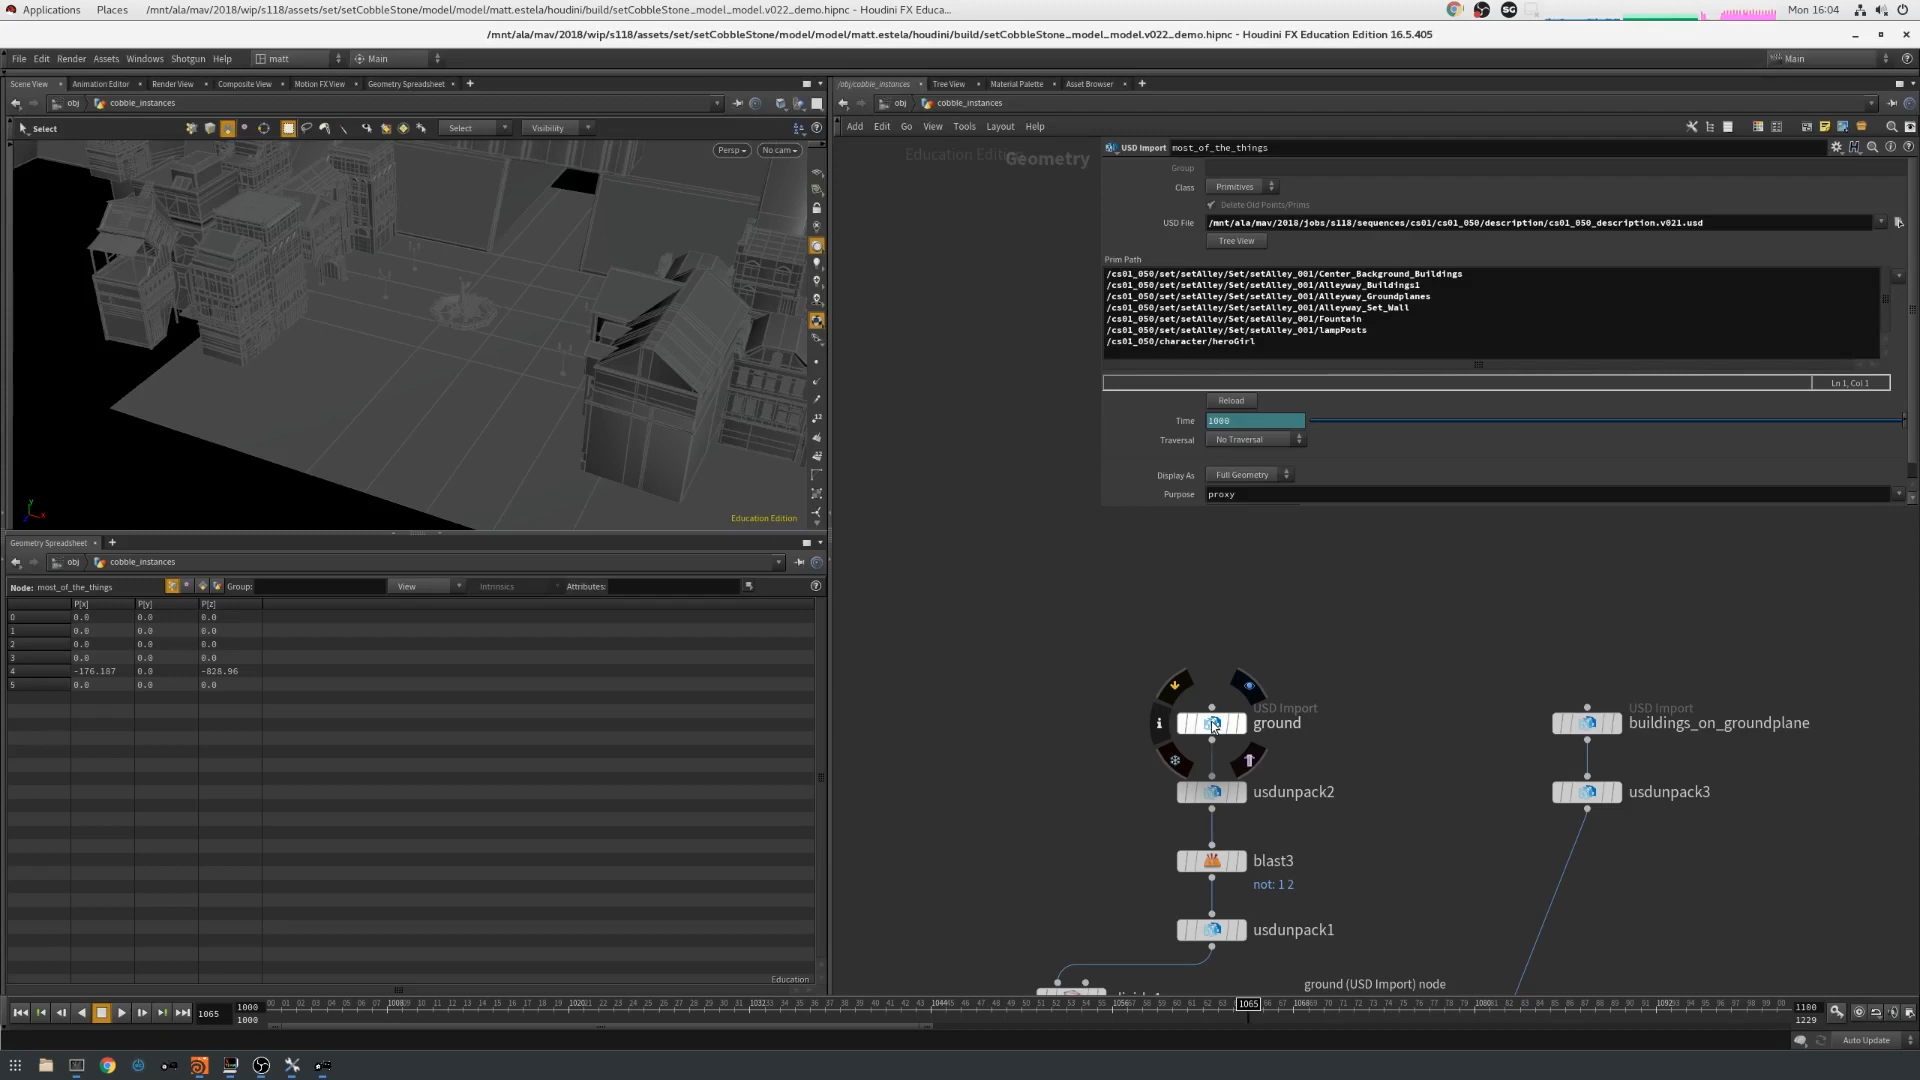 Applications Places /mnt/ala/mav/2018/wip/s118/assets/set/setCobbleStone/model/model/matt.estela/houdini/build/setCobbleStone_model_model.v022_demo.hipnc - Houdini FX Educa... Mon 16:04
/mnt/ala/mav/2018/wip/s118/assets/set/setCobbleStone/model/model/matt.estela/houdini/build/setCobbleStone_model_model.v022_demo.hipnc - Houdini FX Education Edition 16.5.405
File Edit Render Assets Windows Shotgun Help matt Main Main
Scene View Animation Editor Render View Composite View Motion FX View Geometry Spreadsheet /obj/cobble_instances Tree View Material Palette Asset Browser
obj cobble_instances obj cobble_instances
Select Select Visibility Add Edit Go View Tools Layout Help
Persp No cam
Geometry
USD Import most_of_the_things
Group
Class Primitives
Delete Old Points/Prims
USD File /mnt/ala/mav/2018/jobs/s118/sequences/cs01/cs01_050/description/cs01_050_description.v021.usd
Tree View
Prim Path
/cs01_050/set/setAlley/Set/setAlley_001/Center_Background_Buildings
/cs01_050/set/setAlley/Set/setAlley_001/Alleyway_Buildings1
/cs01_050/set/setAlley/Set/setAlley_001/Alleyway_Groundplanes
/cs01_050/set/setAlley/Set/setAlley_001/Alleyway_Set_Wall
/cs01_050/set/setAlley/Set/setAlley_001/Fountain
/cs01_050/set/setAlley/Set/setAlley_001/lampPosts
/cs01_050/character/heroGirl
Ln 1, Col 1
Reload
Time 1000
Traversal No Traversal
Display As Full Geometry
Purpose proxy
Education Edition
Geometry Spreadsheet
obj cobble_instances
Node: most_of_the_things Group: View Intrinsics Attributes:
P[x] P[y] P[z]
0 0.0 0.0 0.0
1 0.0 0.0 0.0
2 0.0 0.0 0.0
3 0.0 0.0 0.0
4 -176.187 0.0 -828.96
5 0.0 0.0 0.0
Education
USD Import
ground
usdunpack2
blast3
not: 1 2
usdunpack1
USD Import
buildings_on_groundplane
usdunpack3
ground (USD Import) node
1065 1000 1000
1065
1100 1229
Auto Update